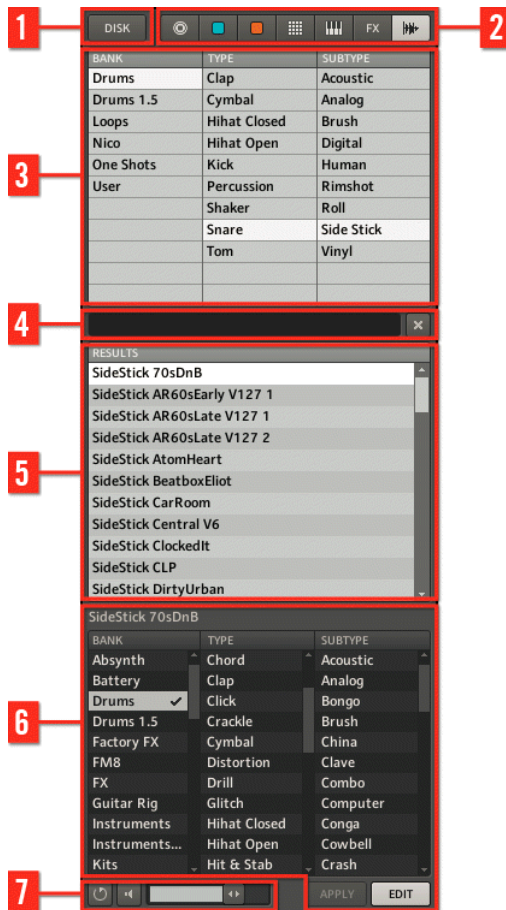 1 DISK FX 2
BANK TYPE SUBTYPE
Drums Clap Acoustic
Drums 1.5 Cymbal Analog
Loops Hihat Closed Brush
Nico Hihat Open Digital
3 One Shots Kick Human
User Percussion Rimshot
Shaker Roll
Snare Side Stick
Tom Vinyl
4
RESULTS
SideStick 70sDnB
SideStick AR60sEarly V127 1
SideStick AR60sLate V127 1
SideStick AR60sLate V127 2
SideStick AtomHeart
5 SideStick BeatboxEliot
SideStick CarRoom
SideStick Central V6
SideStick ClockedIt
SideStick CLP
SideStick DirtyUrban
SideStick 70sDnB
BANK TYPE SUBTYPE
Absynth Chord Acoustic
Battery Clap Analog
Drums Click Bongo
6 Drums 1.5 Crackle Brush
Factory FX Cymbal China
FM8 Distortion Clave
FX Drill Combo
Guitar Rig Glitch Computer
Instruments Hihat Closed Conga
Instruments... Hihat Open Cowbell
Kits Hit & Stab Crash
7 APPLY EDIT